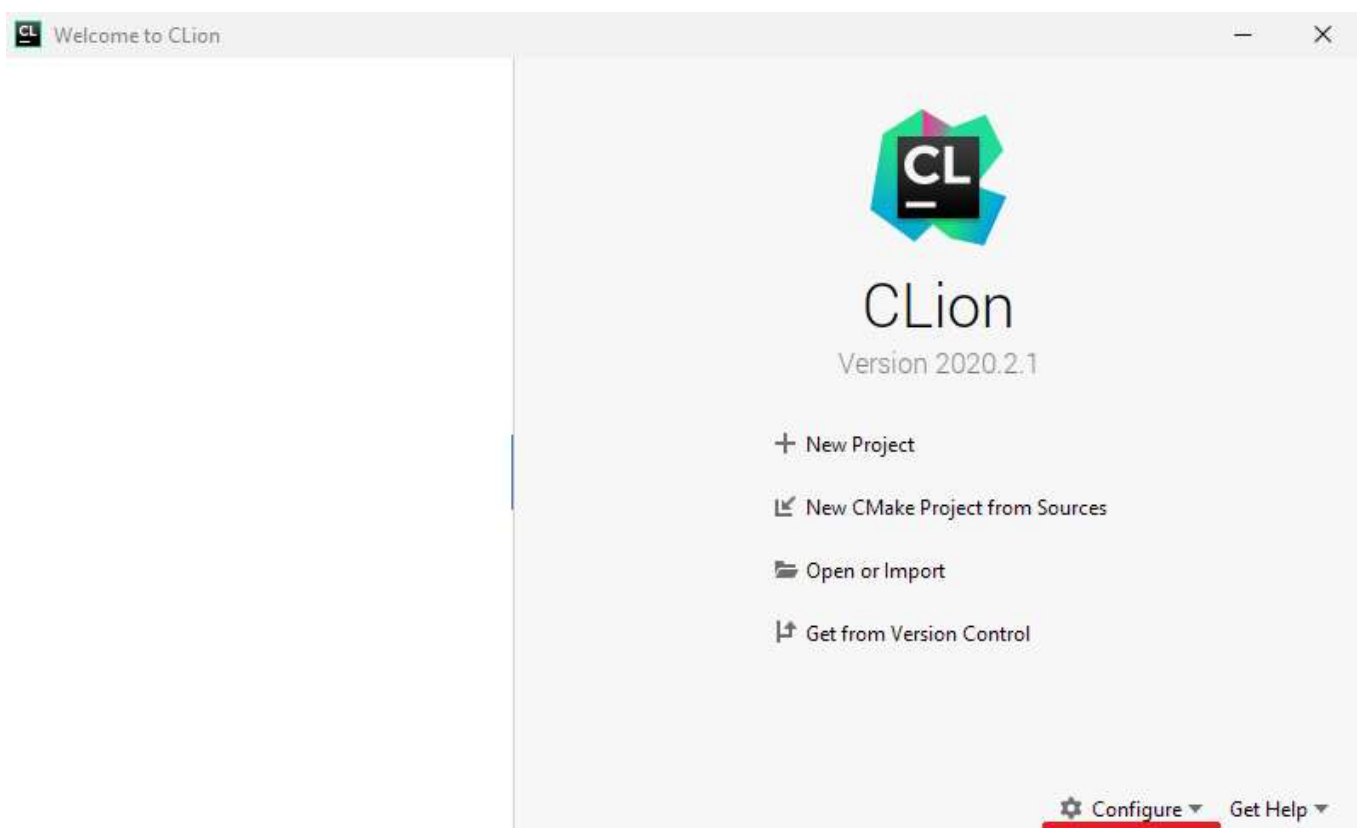 Welcome to CLion
CL
CLion
Version 2020.2.1
New Project
New CMake Project from Sources
Open or Import
Get from Version Control
Configure Get Help